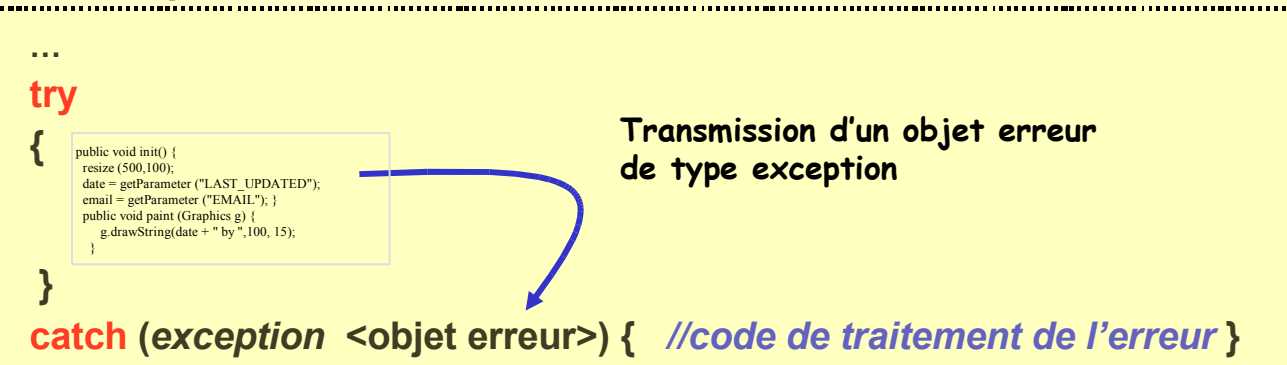 ...
try
{
public void init() {
resize (500,100);
date = getParameter ("LAST_UPDATED");
email = getParameter ("EMAIL"); }
public void paint (Graphics g) {
g.drawString(date + " by ",100, 15);
}
Transmission d'un objet erreur
de type exception
}
catch (exception <objet erreur>) { //code de traitement de l'erreur }